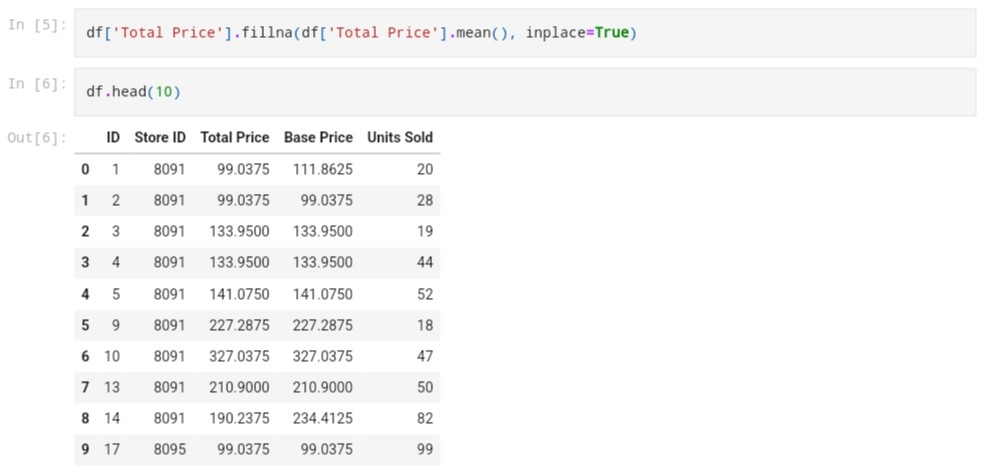 In [5]: df['Total Price'].fillna(df['Total Price'].mean(), inplace=True)
In [6]: df.head(10)
Out[6]:
ID Store ID Total Price Base Price Units Sold
0 1 8091 99.0375 111.8625 20
1 2 8091 99.0375 99.0375 28
2 3 8091 133.9500 133.9500 19
3 4 8091 133.9500 133.9500 44
4 5 8091 141.0750 141.0750 52
5 9 8091 227.2875 227.2875 18
6 10 8091 327.0375 327.0375 47
7 13 8091 210.9000 210.9000 50
8 14 8091 190.2375 234.4125 82
9 17 8095 99.0375 99.0375 99